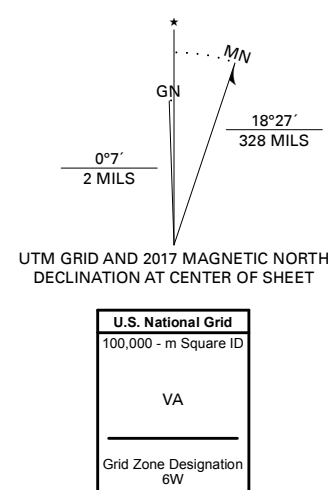 ★
MN
GN
18°27´
328 MILS
0°7´
2 MILS
UTM GRID AND 2017 MAGNETIC NORTH
DECLINATION AT CENTER OF SHEET
U.S. National Grid
100,000 - m Square ID
VA
Grid Zone Designation
6W